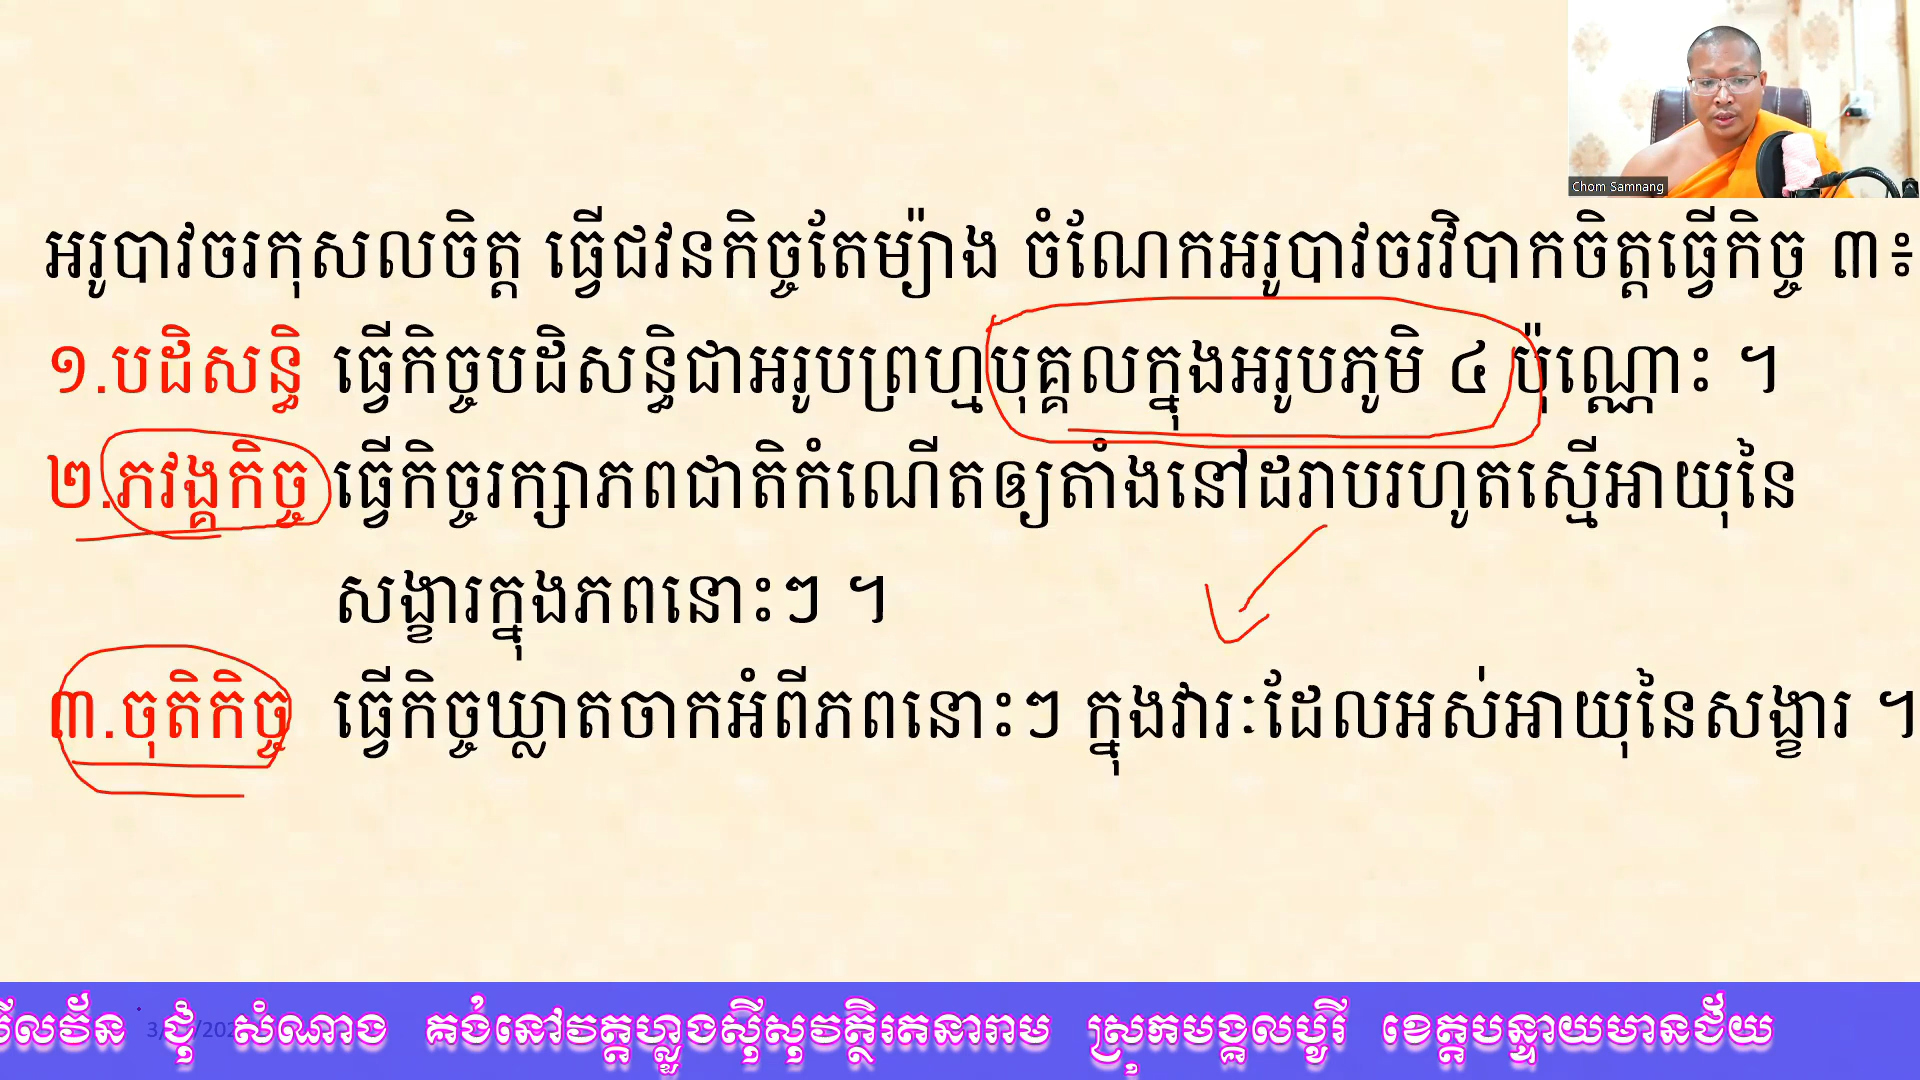 Chom Samnang
អរូបាវចរកុសលចិត្ត ធ្វើជវនកិច្ចតែម៉្យាង ចំណែកអរូបាវចរវិបាកចិត្តធ្វើកិច្ច ៣៖
១.បដិសន្ធិ ធ្វើកិច្ចបដិសន្ធិជាអរូបព្រហ្មបុគ្គលក្នុងអរូបភូមិ ៤ ប៉ុណ្ណោះ ។
២.ភវង្គកិច្ច ធ្វើកិច្ចរក្សាភពជាតិកំណើតឲ្យតាំងនៅដរាបរហូតស្មើអាយុនៃ
សង្ខារក្នុងភពនោះៗ ។
៣.ចុតិកិច្ច ធ្វើកិច្ចឃ្លាតចាកអំពីភពនោះៗ ក្នុងវារៈដែលអស់អាយុនៃសង្ខារ ។
ជុំ សំណាង គង់នៅវត្តហ្លួងស៊ីសុវត្ថិរតនារាម ស្រុកមង្គលបូរី ខេត្តបន្ទាយមានជ័យ